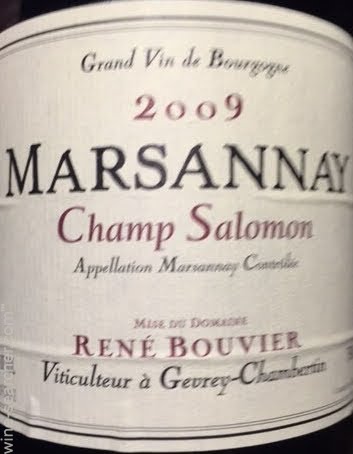 Grand Vin de Bourgogne
2009
MARSANNAY
Champ Salomon
Appellation Marsannay Contrôlée
MISE DU DOMAINE
RENÉ BOUVIER
Viticulteur à Gevrey-Chambertin